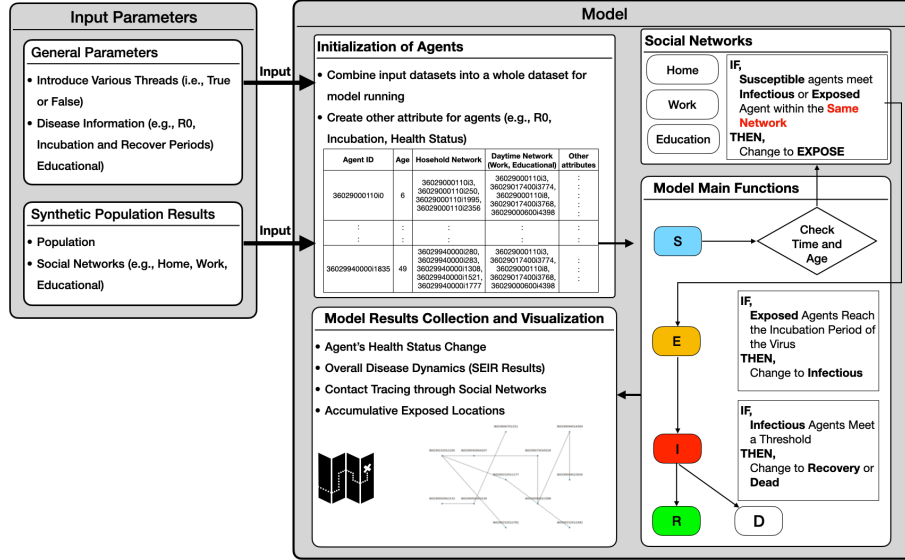 Input Parameters
General Parameters
• Introduce Various Threads (i.e., True
or False)
• Disease Information (e.g., R0,
Incubation and Recover Periods)
Educational)
Synthetic Population Results
• Population
• Social Networks (e.g., Home, Work,
Educational)
Input
Input
Model
Initialization of Agents
• Combine input datasets into a whole dataset for
model running
• Create other attribute for agents (e.g., R0,
Incubation, Health Status)
Agent ID Age Hosehold Network Daytime Network (Work, Educational) Other attributes
36029000110i0 6
36029000110i3,
36029000110i250,
36029000110i1995,
36029000110i2356
36029000110i3,
36029017400i3774,
36029000110i8,
36029017400i3768,
36029000600i4398
36029940000i1835 49
36029940000i280,
36029940000i283,
36029940000i1308,
36029940000i1521,
36029940000i1777
36029000110i3,
36029017400i3774,
36029000110i8,
36029017400i3768,
36029000600i4398
Model Results Collection and Visualization
• Agent's Health Status Change
• Overall Disease Dynamics (SEIR Results)
• Contact Tracing through Social Networks
• Accumulative Exposed Locations
Social Networks
Home
Work
Education
IF,
Susceptible agents meet
Infectious or Exposed
Agent within the Same
Network
THEN,
Change to EXPOSE
Model Main Functions
S
Check
Time and
Age
E
IF,
Exposed Agents Reach
the Incubation Period of
the Virus
THEN,
Change to Infectious
I
IF,
Infectious Agents Meet
a Threshold
THEN,
Change to Recovery or
Dead
R
D